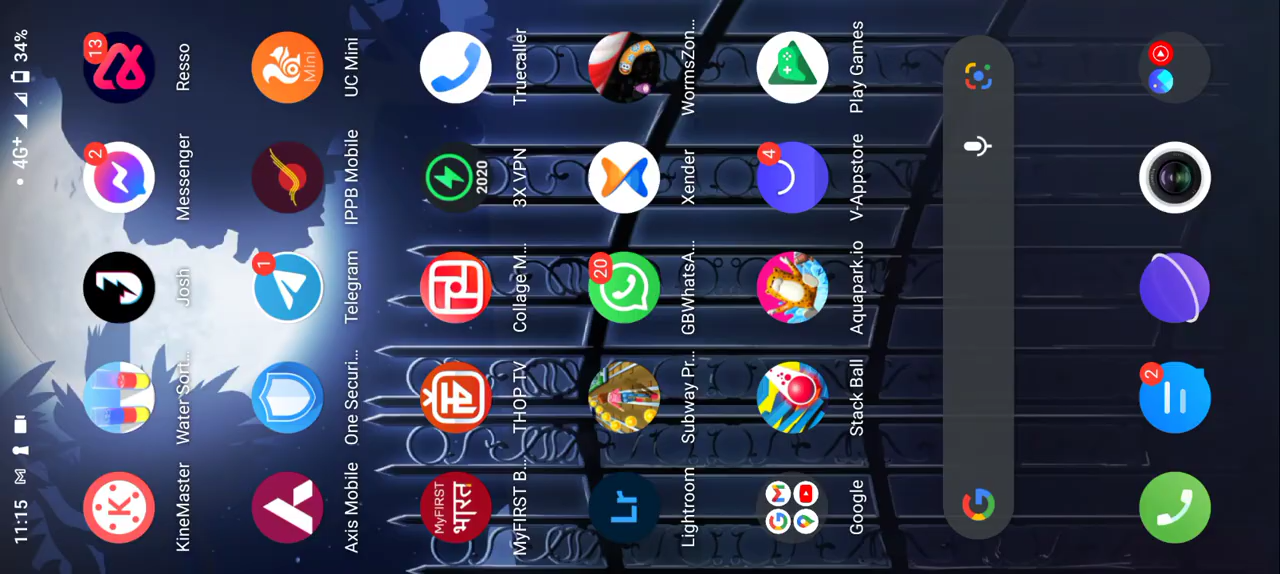 11:15 4G+ 34%
13
2
KineMaster Water Sort... Josh Messenger Resso
1
Mini
Axis Mobile One Securi... Telegram IPPB Mobile UC Mini
MyFIRST
भारत
2020
MyFIRST B... THOPTV Collage M... 3X VPN Truecaller
Lr
20
Lightroom Subway Pr... GBWhatsA... Xender WormsZon...
4
Google Stack Ball Aquapark.io V-Appstore Play Games
2